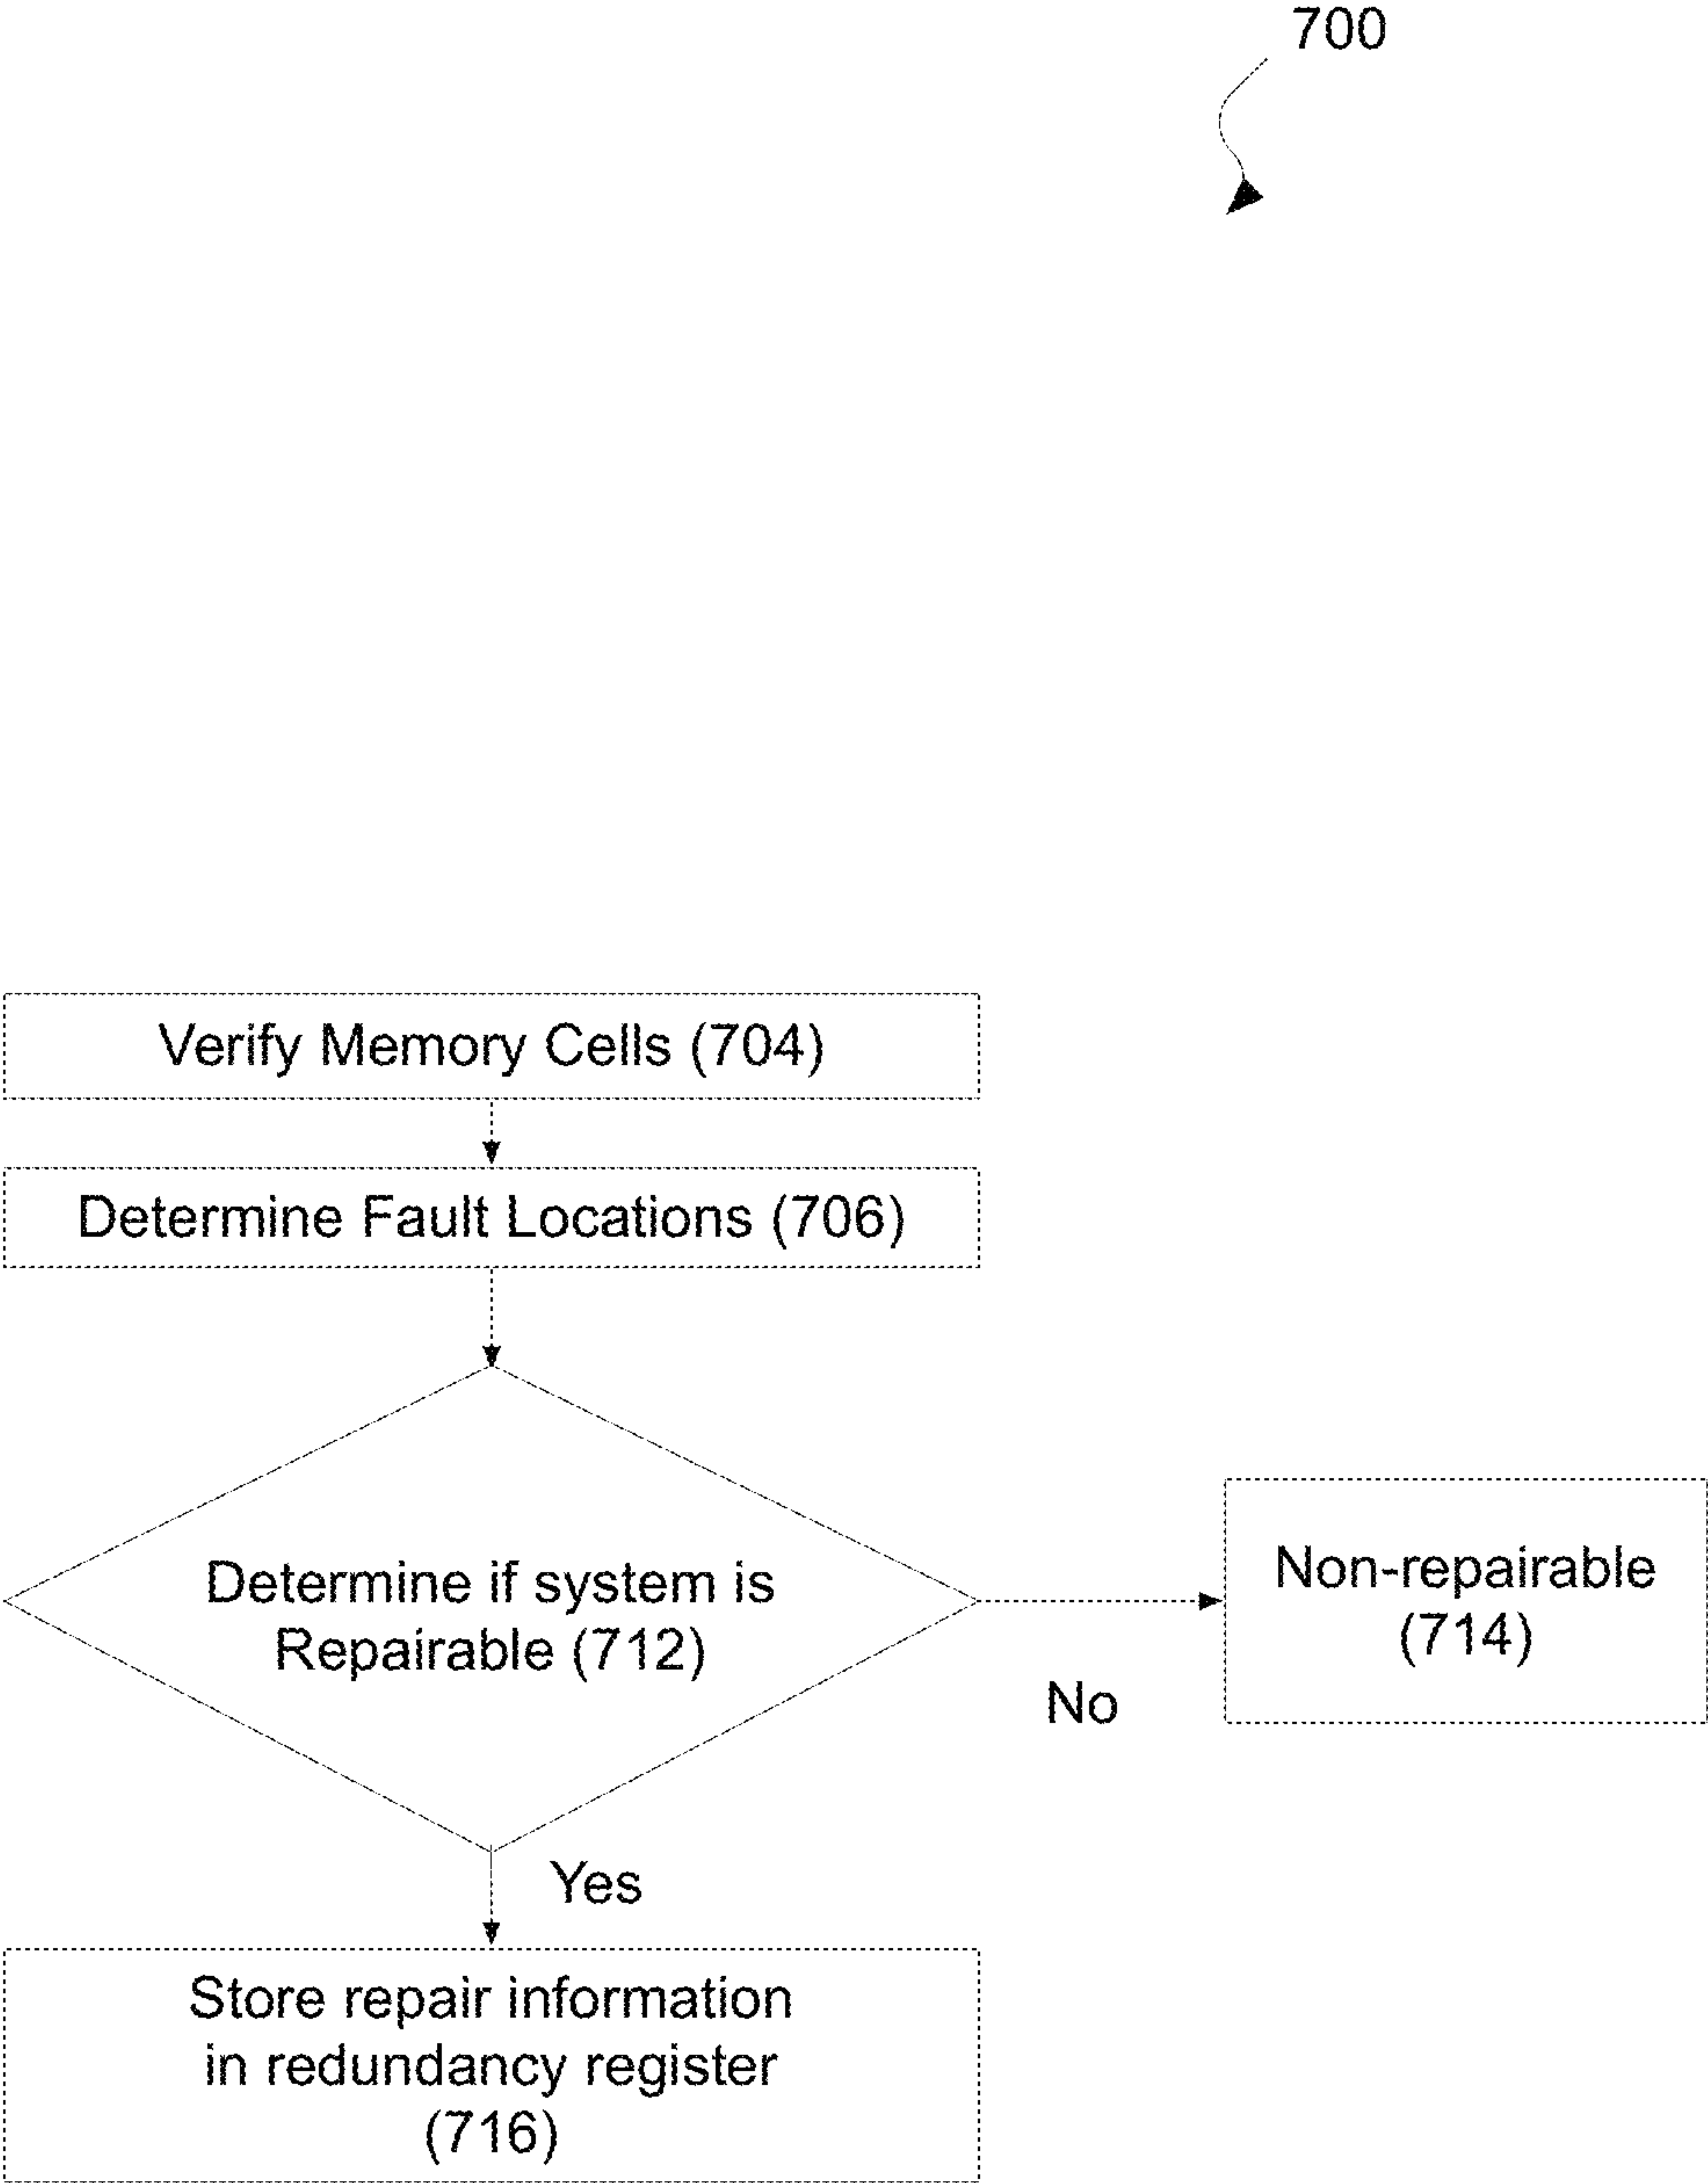 700
Verify Memory Cells (704)
Determine Fault Locations (706)
Determine if system is
Repairable (712)
Non-repairable
(714)
No
Yes
Store repair information
in redundancy register
(716)